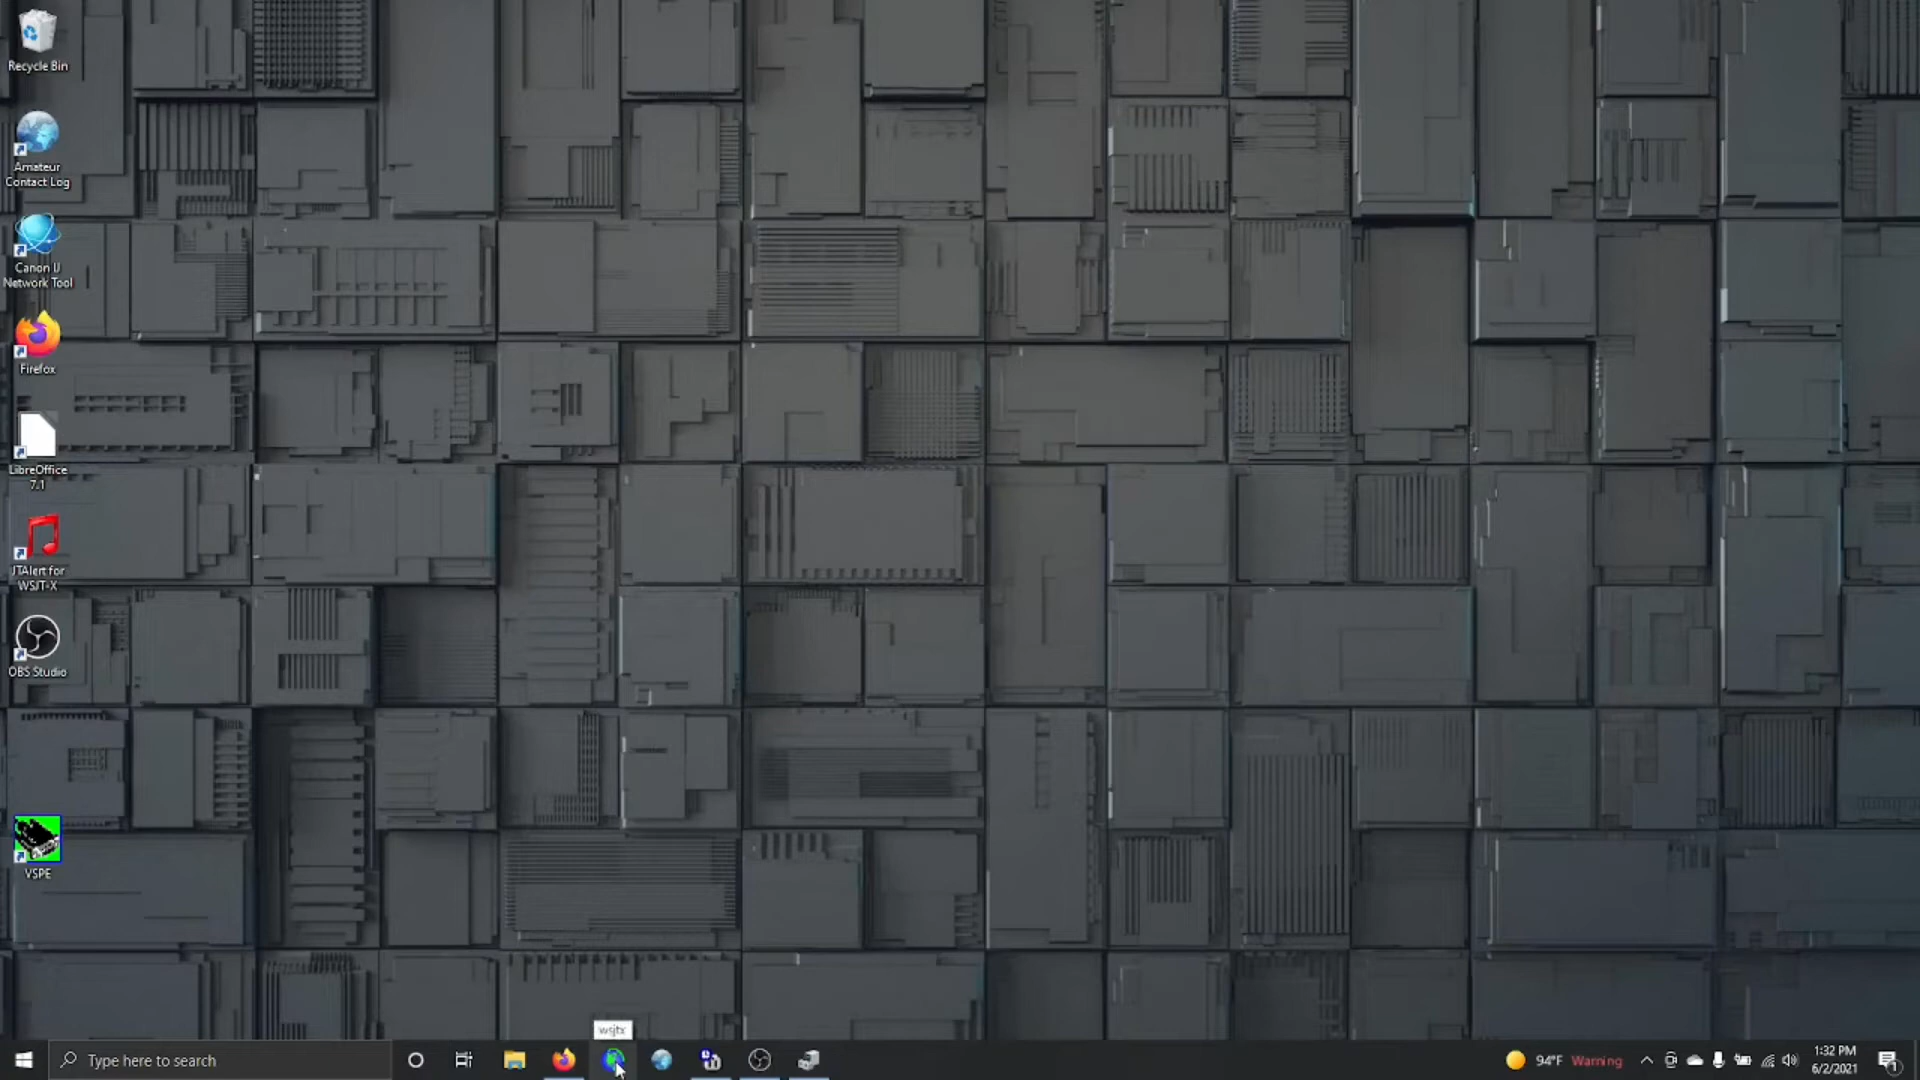 Recycle Bin
Amateur
Contact Log
Canon IJ
Network Tool
Firefox
LibreOffice
7.1
JTAlert for
WSJT-X
OBS Studio
VSPE
wsjtx
Type here to search
94°F Warning
1:32 PM
6/2/2021
1